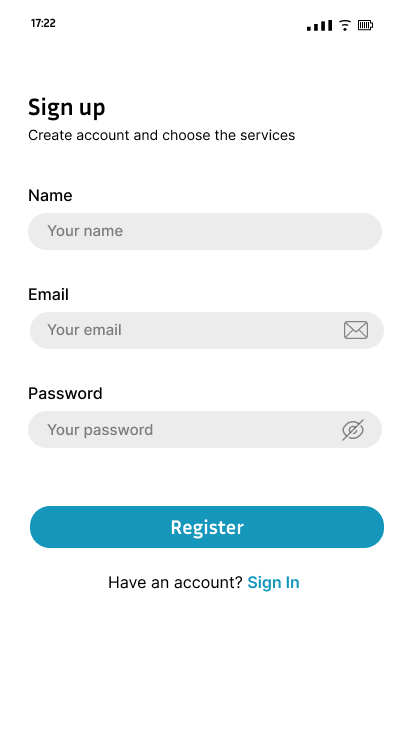 17:22
Sign up
Create account and choose the services
Name
Your name
Email
Your email
Password
Your password
Register
Have an account? Sign In